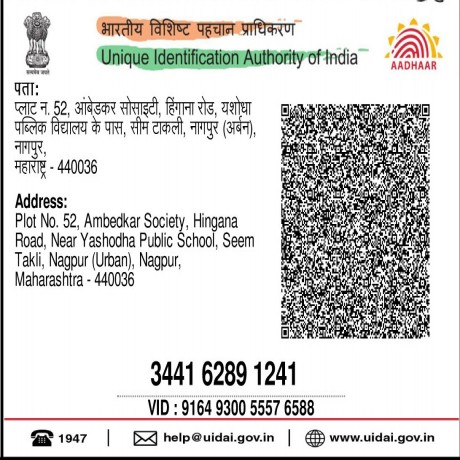 भारतीय विशिष्ट पहचान प्राधिकरण
Unique Identification Authority of India
सत्यमेव जयते
AADHAAR
पता:
प्लाट न. 52, आंबेडकर सोसाइटी, हिंगाना रोड, यशोधा
पब्लिक विद्यालय के पास, सीम टाकली, नागपुर (अर्बन),
नागपुर,
महाराष्ट्र - 440036
Address:
Plot No. 52, Ambedkar Society, Hingana
Road, Near Yashodha Public School, Seem
Takli, Nagpur (Urban), Nagpur,
Maharashtra - 440036
3441 6289 1241
VID : 9164 9300 5557 6588
1947 | help@uidai.gov.in | www.uidai.gov.in